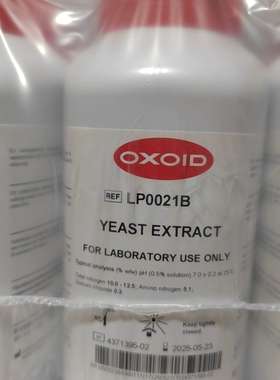 OXOID
REF LP0021B
YEAST EXTRACT
FOR LABORATORY USE ONLY
Typical analysis (% w/w) pH (0.5% solution) 7.0 ± 0.2 at 25°C
Total nitrogen 10.0 - 12.5; Amino nitrogen 5.1;
Sodium chloride 0.3.
Keep tightly
closed.
4371395-02
2025-05-23